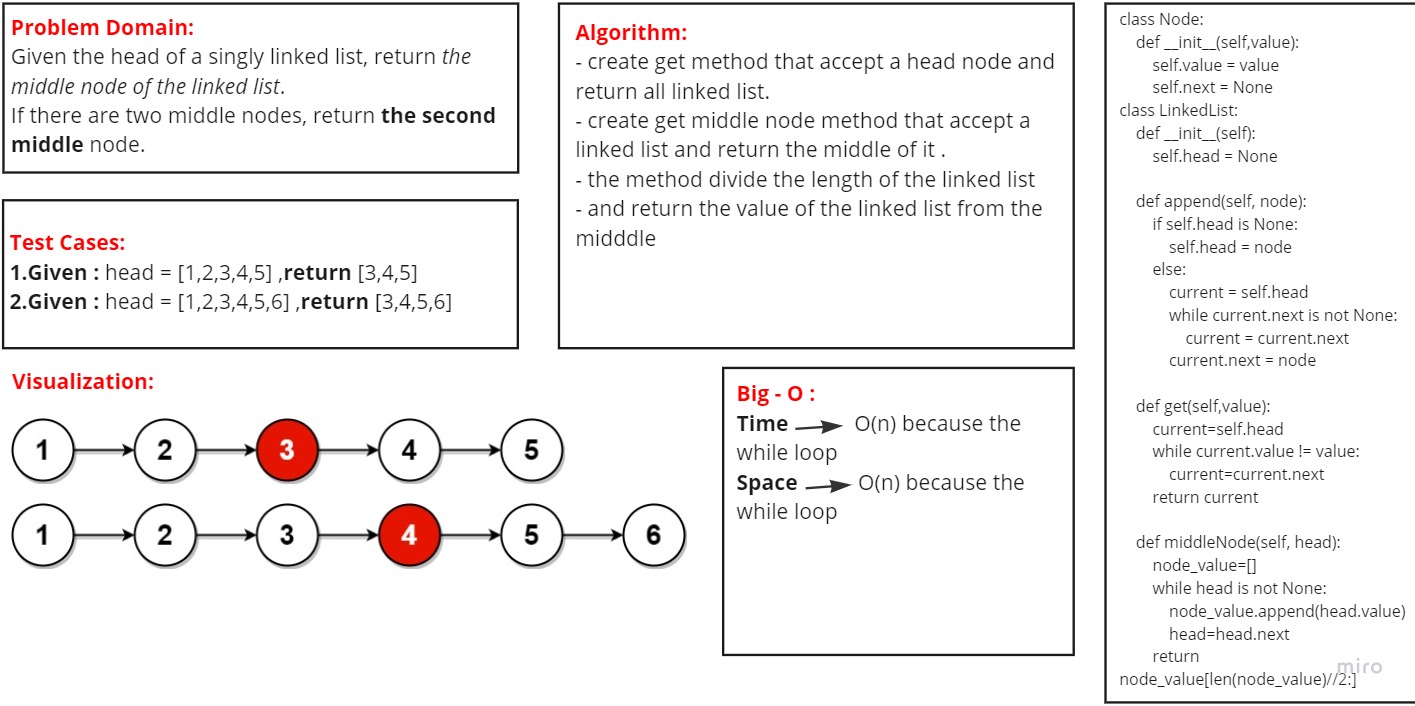 Problem Domain:
Given the head of a singly linked list, return the
middle node of the linked list.
If there are two middle nodes, return the second
middle node.
Test Cases:
1.Given : head = [1,2,3,4,5] ,return [3,4,5]
2.Given : head = [1,2,3,4,5,6] ,return [3,4,5,6]
Visualization:
1 2 3 4 5
1 2 3 4 5 6
Algorithm:
- create get method that accept a head node and
return all linked list.
- create get middle node method that accept a
linked list and return the middle of it .
- the method divide the length of the linked list
- and return the value of the linked list from the
midddle
Big - O :
Time O(n) because the
while loop
Space O(n) because the
while loop
class Node:
def __init__(self,value):
self.value = value
self.next = None
class LinkedList:
def __init__(self):
self.head = None
def append(self, node):
if self.head is None:
self.head = node
else:
current = self.head
while current.next is not None:
current = current.next
current.next = node
def get(self,value):
current=self.head
while current.value != value:
current=current.next
return current
def middleNode(self, head):
node_value=[]
while head is not None:
node_value.append(head.value)
head=head.next
return
node_value[len(node_value)//2:]
miro